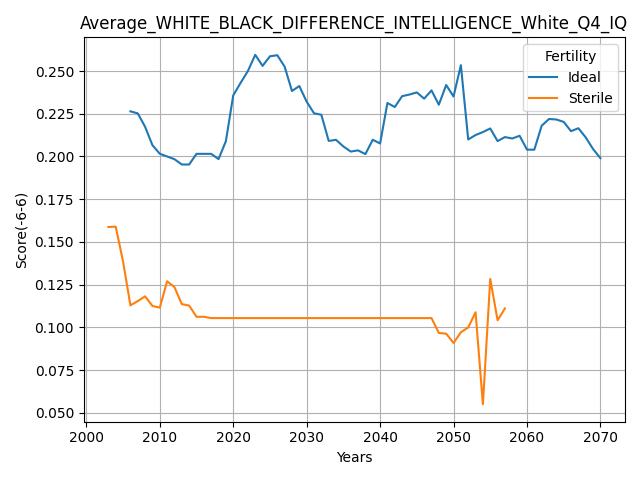 Average_WHITE_BLACK_DIFFERENCE_INTELLIGENCE_White_Q4_IQ
Fertility
Ideal
Sterile
Score(-6-6)
0.250
0.225
0.200
0.175
0.150
0.125
0.100
0.075
0.050
2000 2010 2020 2030 2040 2050 2060 2070
Years